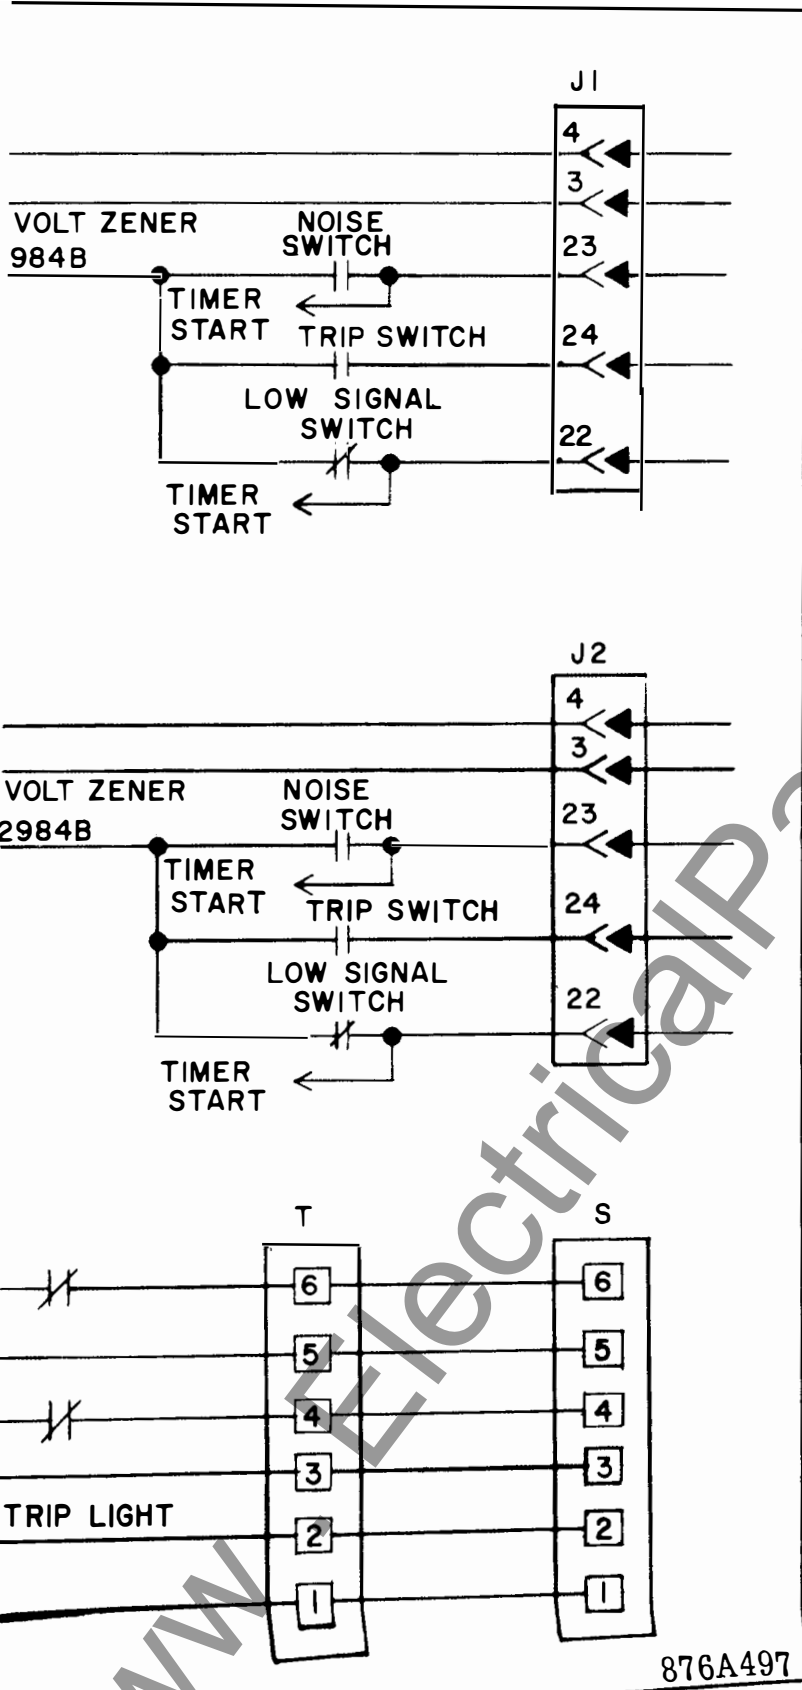 J1
4
3
VOLT ZENER
984B
NOISE
SWITCH
23
TIMER
START
TRIP SWITCH
24
LOW SIGNAL
SWITCH
22
TIMER
START
J2
4
3
VOLT ZENER
2984B
NOISE
SWITCH
23
TIMER
START
TRIP SWITCH
24
LOW SIGNAL
SWITCH
22
TIMER
START
T
S
6
6
5
5
4
4
3
3
TRIP LIGHT
2
2
1
1
876A497
www.ElectricalPa